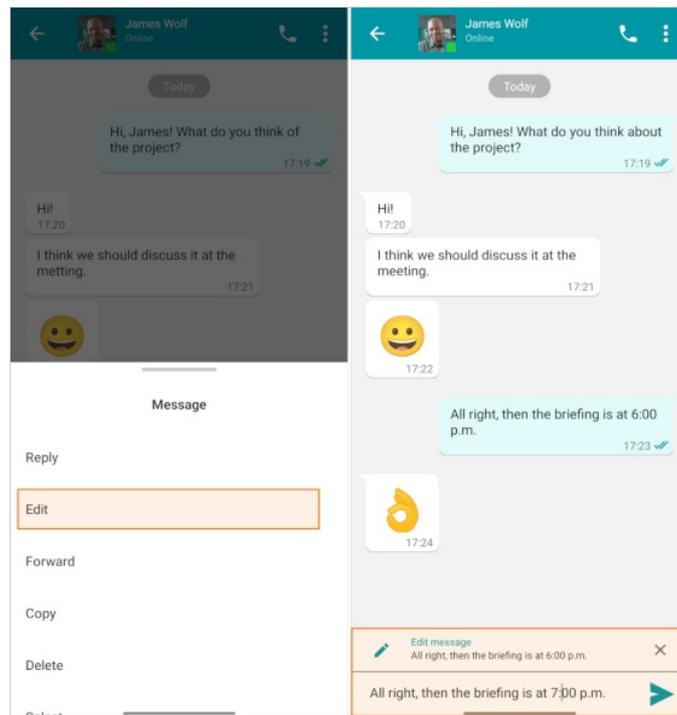 James Wolf
Online
Today
Hi, James! What do you think of
the project?
17:19
Hi!
17:20
I think we should discuss it at the
metting.
17:21
Message
Reply
Edit
Forward
Copy
Delete
James Wolf
Online
Today
Hi, James! What do you think about
the project?
17:19
Hi!
17:20
I think we should discuss it at the
meeting.
17:21
17:22
All right, then the briefing is at 6:00
p.m.
17:23
17:24
Edit message
All right, then the briefing is at 6:00 p.m.
All right, then the briefing is at 7:00 p.m.